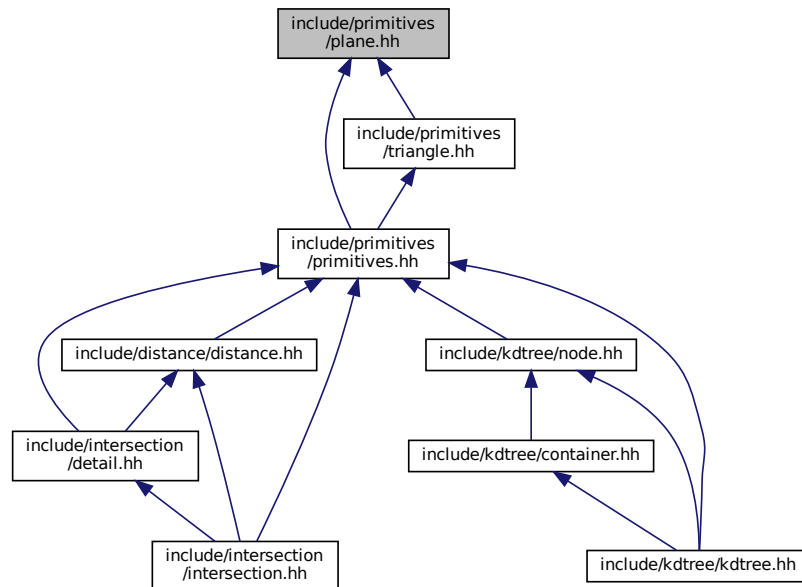 include/primitives
/plane.hh
include/primitives
/triangle.hh
include/primitives
/primitives.hh
include/distance/distance.hh
include/kdtree/node.hh
include/intersection
/detail.hh
include/kdtree/container.hh
include/intersection
/intersection.hh
include/kdtree/kdtree.hh